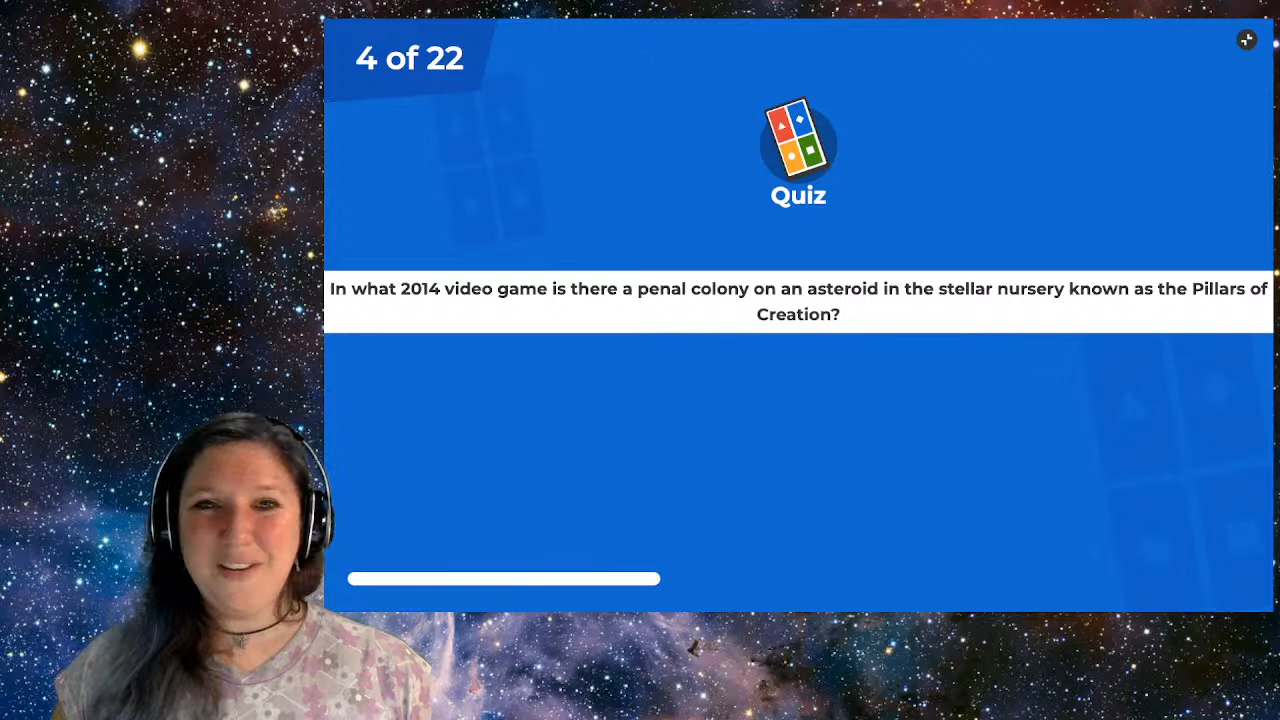 4 of 22
Quiz
In what 2014 video game is there a penal colony on an asteroid in the stellar nursery known as the Pillars of
Creation?